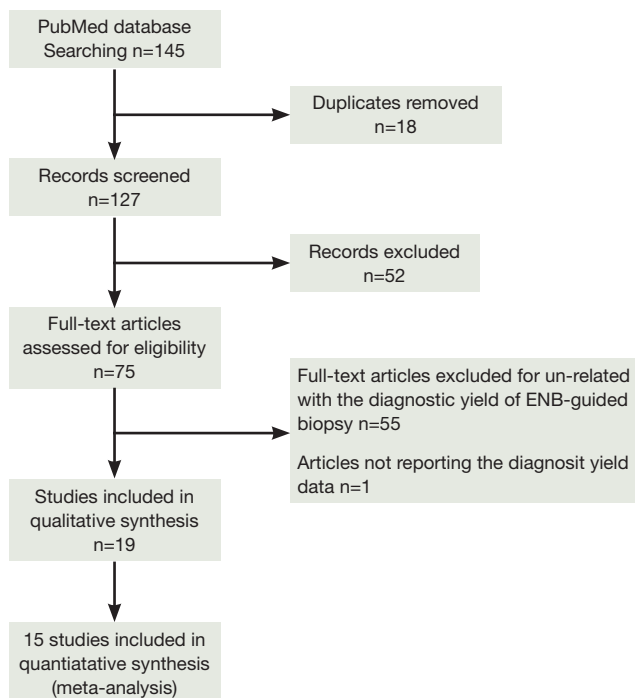 PubMed database
Searching n=145
Duplicates removed
n=18
Records screened
n=127
Records excluded
n=52
Full-text articles
assessed for eligibility
n=75
Full-text articles excluded for un-related
with the diagnostic yield of ENB-guided
biopsy n=55
Articles not reporting the diagnosit yield
data n=1
Studies included in
qualitative synthesis
n=19
15 studies included in
quantiatative synthesis
(meta-analysis)